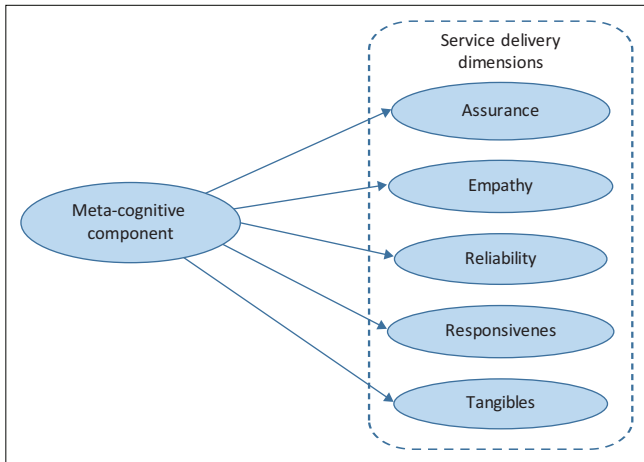 Service delivery
dimensions
Assurance
Empathy
Meta-cognitive
component
Reliability
Responsivenes
Tangibles